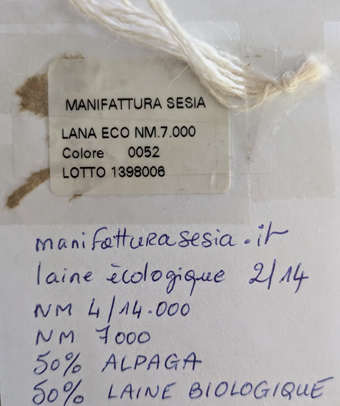 MANIFATTURA SESIA
LANA ECO NM.7.000
Colore 0052
LOTTO 1398006
manifatturasesia.it
laine ècologique 2/14
NM 4/14.000
NM 7000
50% ALPAGA
50% LAINE BIOLOGIQUE